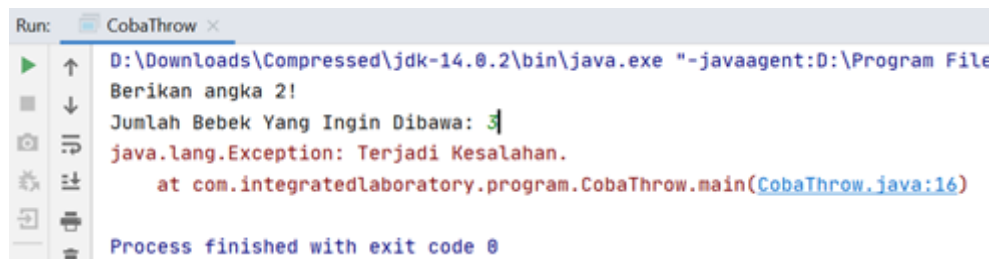 Run: CobaThrow
D:\Downloads\Compressed\jdk-14.0.2\bin\java.exe "-javaagent:D:\Program File
Berikan angka 2!
Jumlah Bebek Yang Ingin Dibawa: 3
java.lang.Exception: Terjadi Kesalahan.
at com.integratedlaboratory.program.CobaThrow.main(CobaThrow.java:16)
Process finished with exit code 0